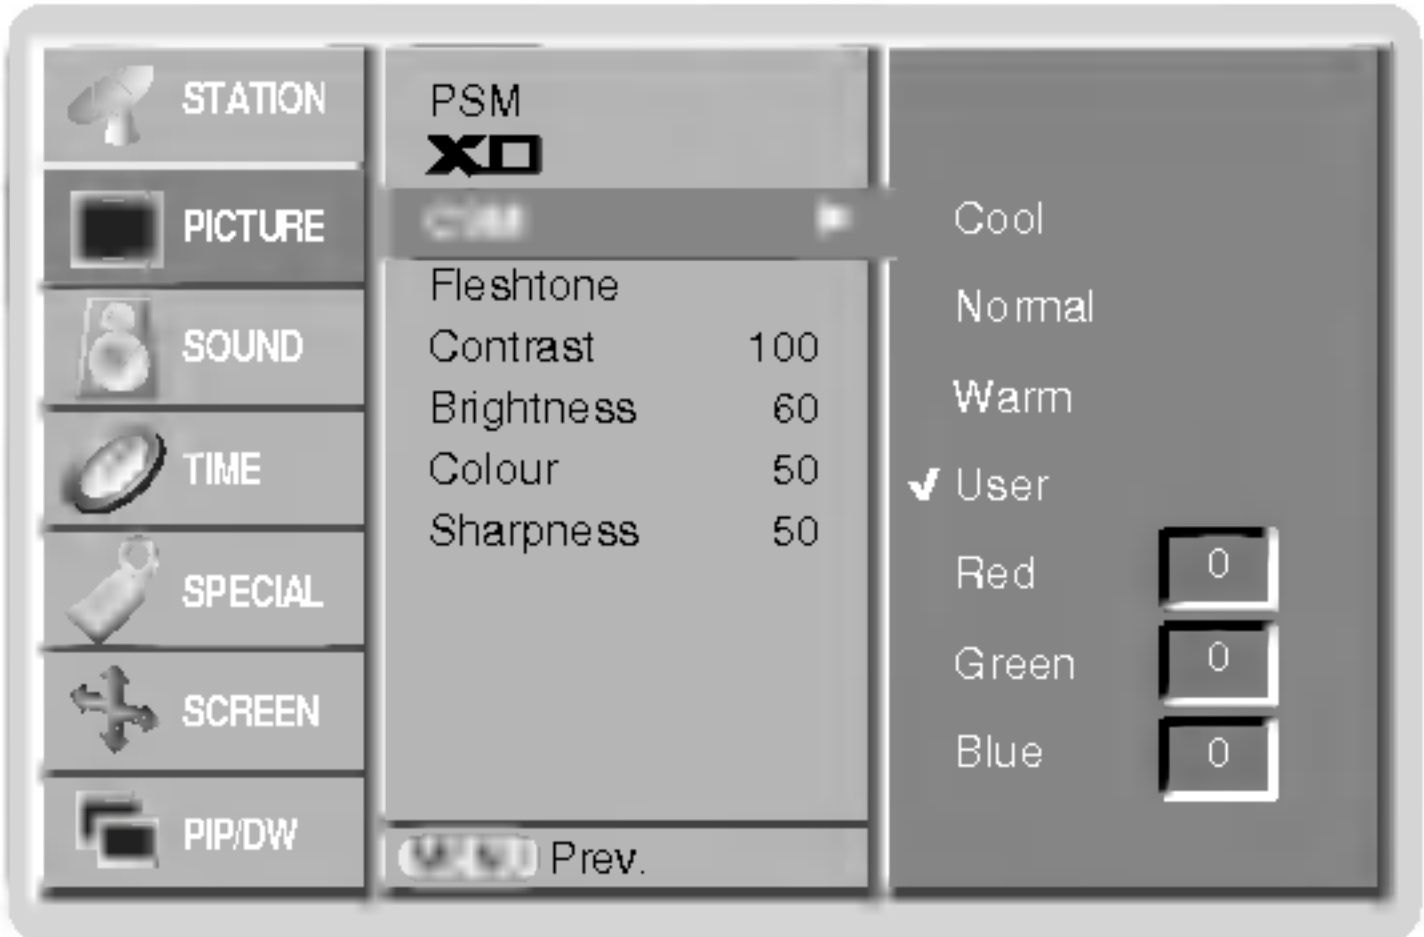 STATION
PICTURE
SOUND
TIME
SPECIAL
SCREEN
PIP/DW
PSM
XD
Fleshtone
Contrast 100
Brightness 60
Colour 50
Sharpness 50
Prev.
Cool
Normal
Warm
✓ User
Red 0
Green 0
Blue 0